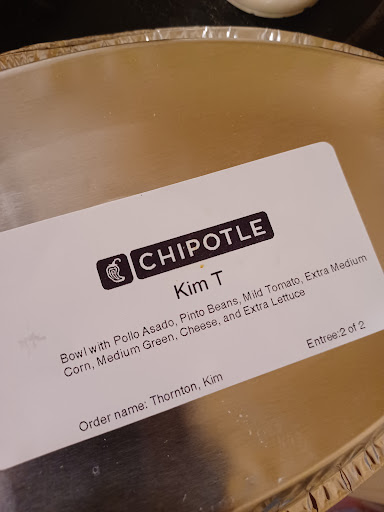 CHIPOTLE
Kim T
Bowl with Pollo Asado, Pinto Beans, Mild Tomato, Extra Medium
Corn, Medium Green, Cheese, and Extra Lettuce
Entree:2 of 2
Order name: Thornton, Kim